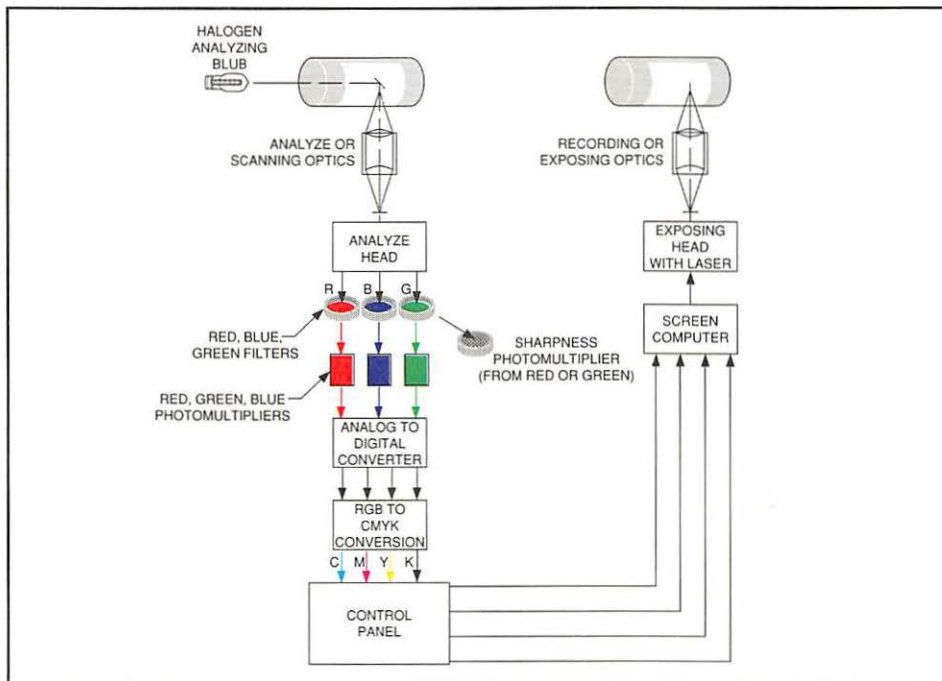 HALOGEN
ANALYZING
BLUB
ANALYZE OR
SCANNING OPTICS
RECORDING OR
EXPOSING OPTICS
ANALYZE
HEAD
EXPOSING
HEAD
WITH LASER
R
B
G
RED, BLUE,
GREEN FILTERS
SHARPNESS
PHOTOMULTIPLIER
(FROM RED OR GREEN)
SCREEN
COMPUTER
RED, GREEN, BLUE
PHOTOMULTIPLIERS
ANALOG TO
DIGITAL
CONVERTER
RGB TO
CMYK
CONVERSION
C
M
Y
K
CONTROL
PANEL